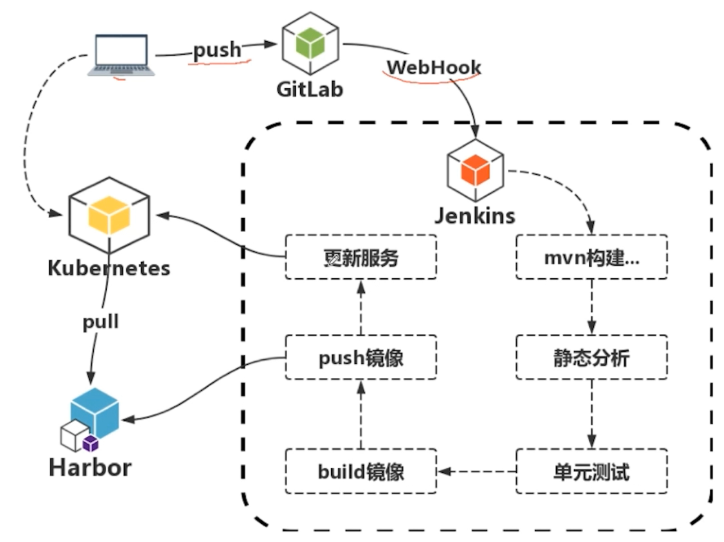 push
GitLab
WebHook
Jenkins
Kubernetes
更新服务
mvn构建...
pull
push镜像
静态分析
Harbor
build镜像
单元测试